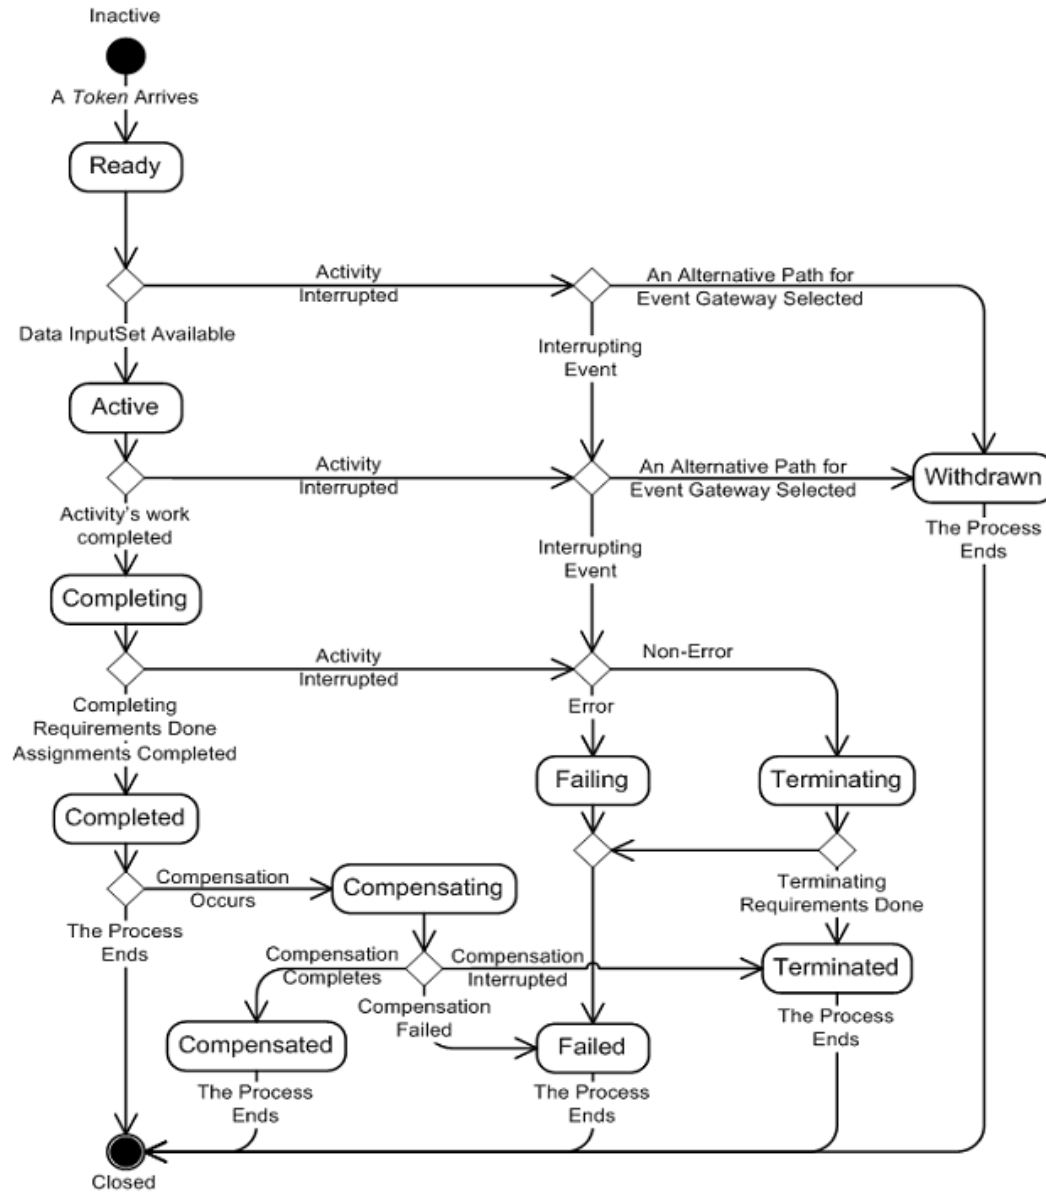 Inactive
A Token Arrives
Ready
Activity
Interrupted
An Alternative Path for
Event Gateway Selected
Data InputSet Available
Interrupting
Event
Active
Activity
Interrupted
An Alternative Path for
Event Gateway Selected
Withdrawn
Activity's work
completed
The Process
Ends
Interrupting
Event
Completing
Activity
Interrupted
Non-Error
Completing
Requirements Done
Assignments Completed
Error
Failing
Terminating
Completed
Compensation
Occurs
Compensating
Terminating
Requirements Done
The Process
Ends
Compensation
Completes
Compensation
Interrupted
Terminated
Compensation
Failed
The Process
Ends
Compensated
Failed
The Process
Ends
The Process
Ends
Closed